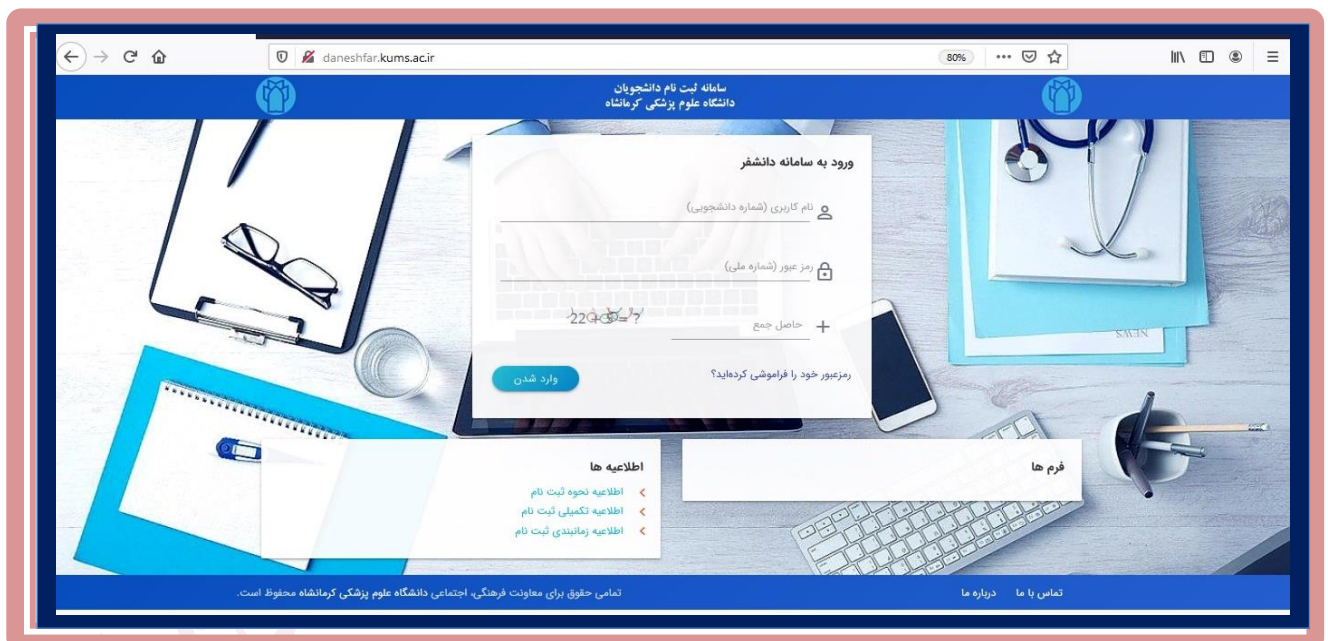 daneshfar.kums.ac.ir
80%
سامانه ثبت نام دانشجویان
دانشگاه علوم پزشکی کرمانشاه
ورود به سامانه دانشفر
نام کاربری (شماره دانشجویی)
رمز عبور (شماره ملی)
حاصل جمع
22+5=?
رمزعبور خود را فراموشی کرده‌اید؟
وارد شدن
NEWS
فرم ها
اطلاعیه ها
اطلاعیه نحوه ثبت نام
اطلاعیه تکمیلی ثبت نام
اطلاعیه زمانبندی ثبت نام
تماس با ما درباره ما
تمامی حقوق برای معاونت فرهنگی، اجتماعی دانشگاه علوم پزشکی کرمانشاه محفوظ است.